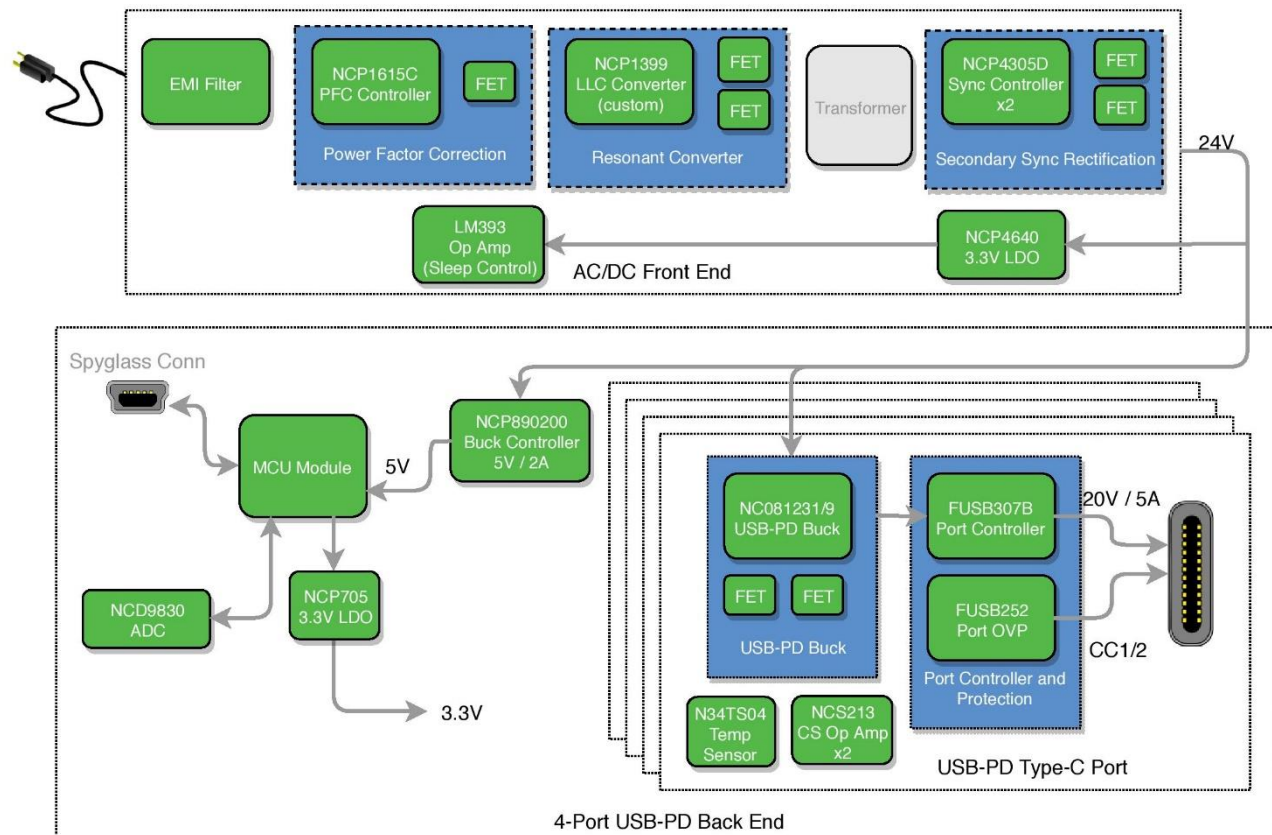 EMI Filter
NCP1615C
PFC Controller
FET
Power Factor Correction
NCP1399
LLC Converter
(custom)
FET
FET
Resonant Converter
Transformer
NCP4305D
Sync Controller
x2
FET
FET
Secondary Sync Rectification
24V
LM393
Op Amp
(Sleep Control)
NCP4640
3.3V LDO
AC/DC Front End
Spyglass Conn
MCU Module
5V
NCP890200
Buck Controller
5V / 2A
NCD9830
ADC
NCP705
3.3V LDO
3.3V
NC081231/9
USB-PD Buck
FET
FET
USB-PD Buck
FUSB307B
Port Controller
FUSB252
Port OVP
Port Controller and
Protection
20V / 5A
CC1/2
N34TS04
Temp
Sensor
NCS213
CS Op Amp
x2
USB-PD Type-C Port
4-Port USB-PD Back End